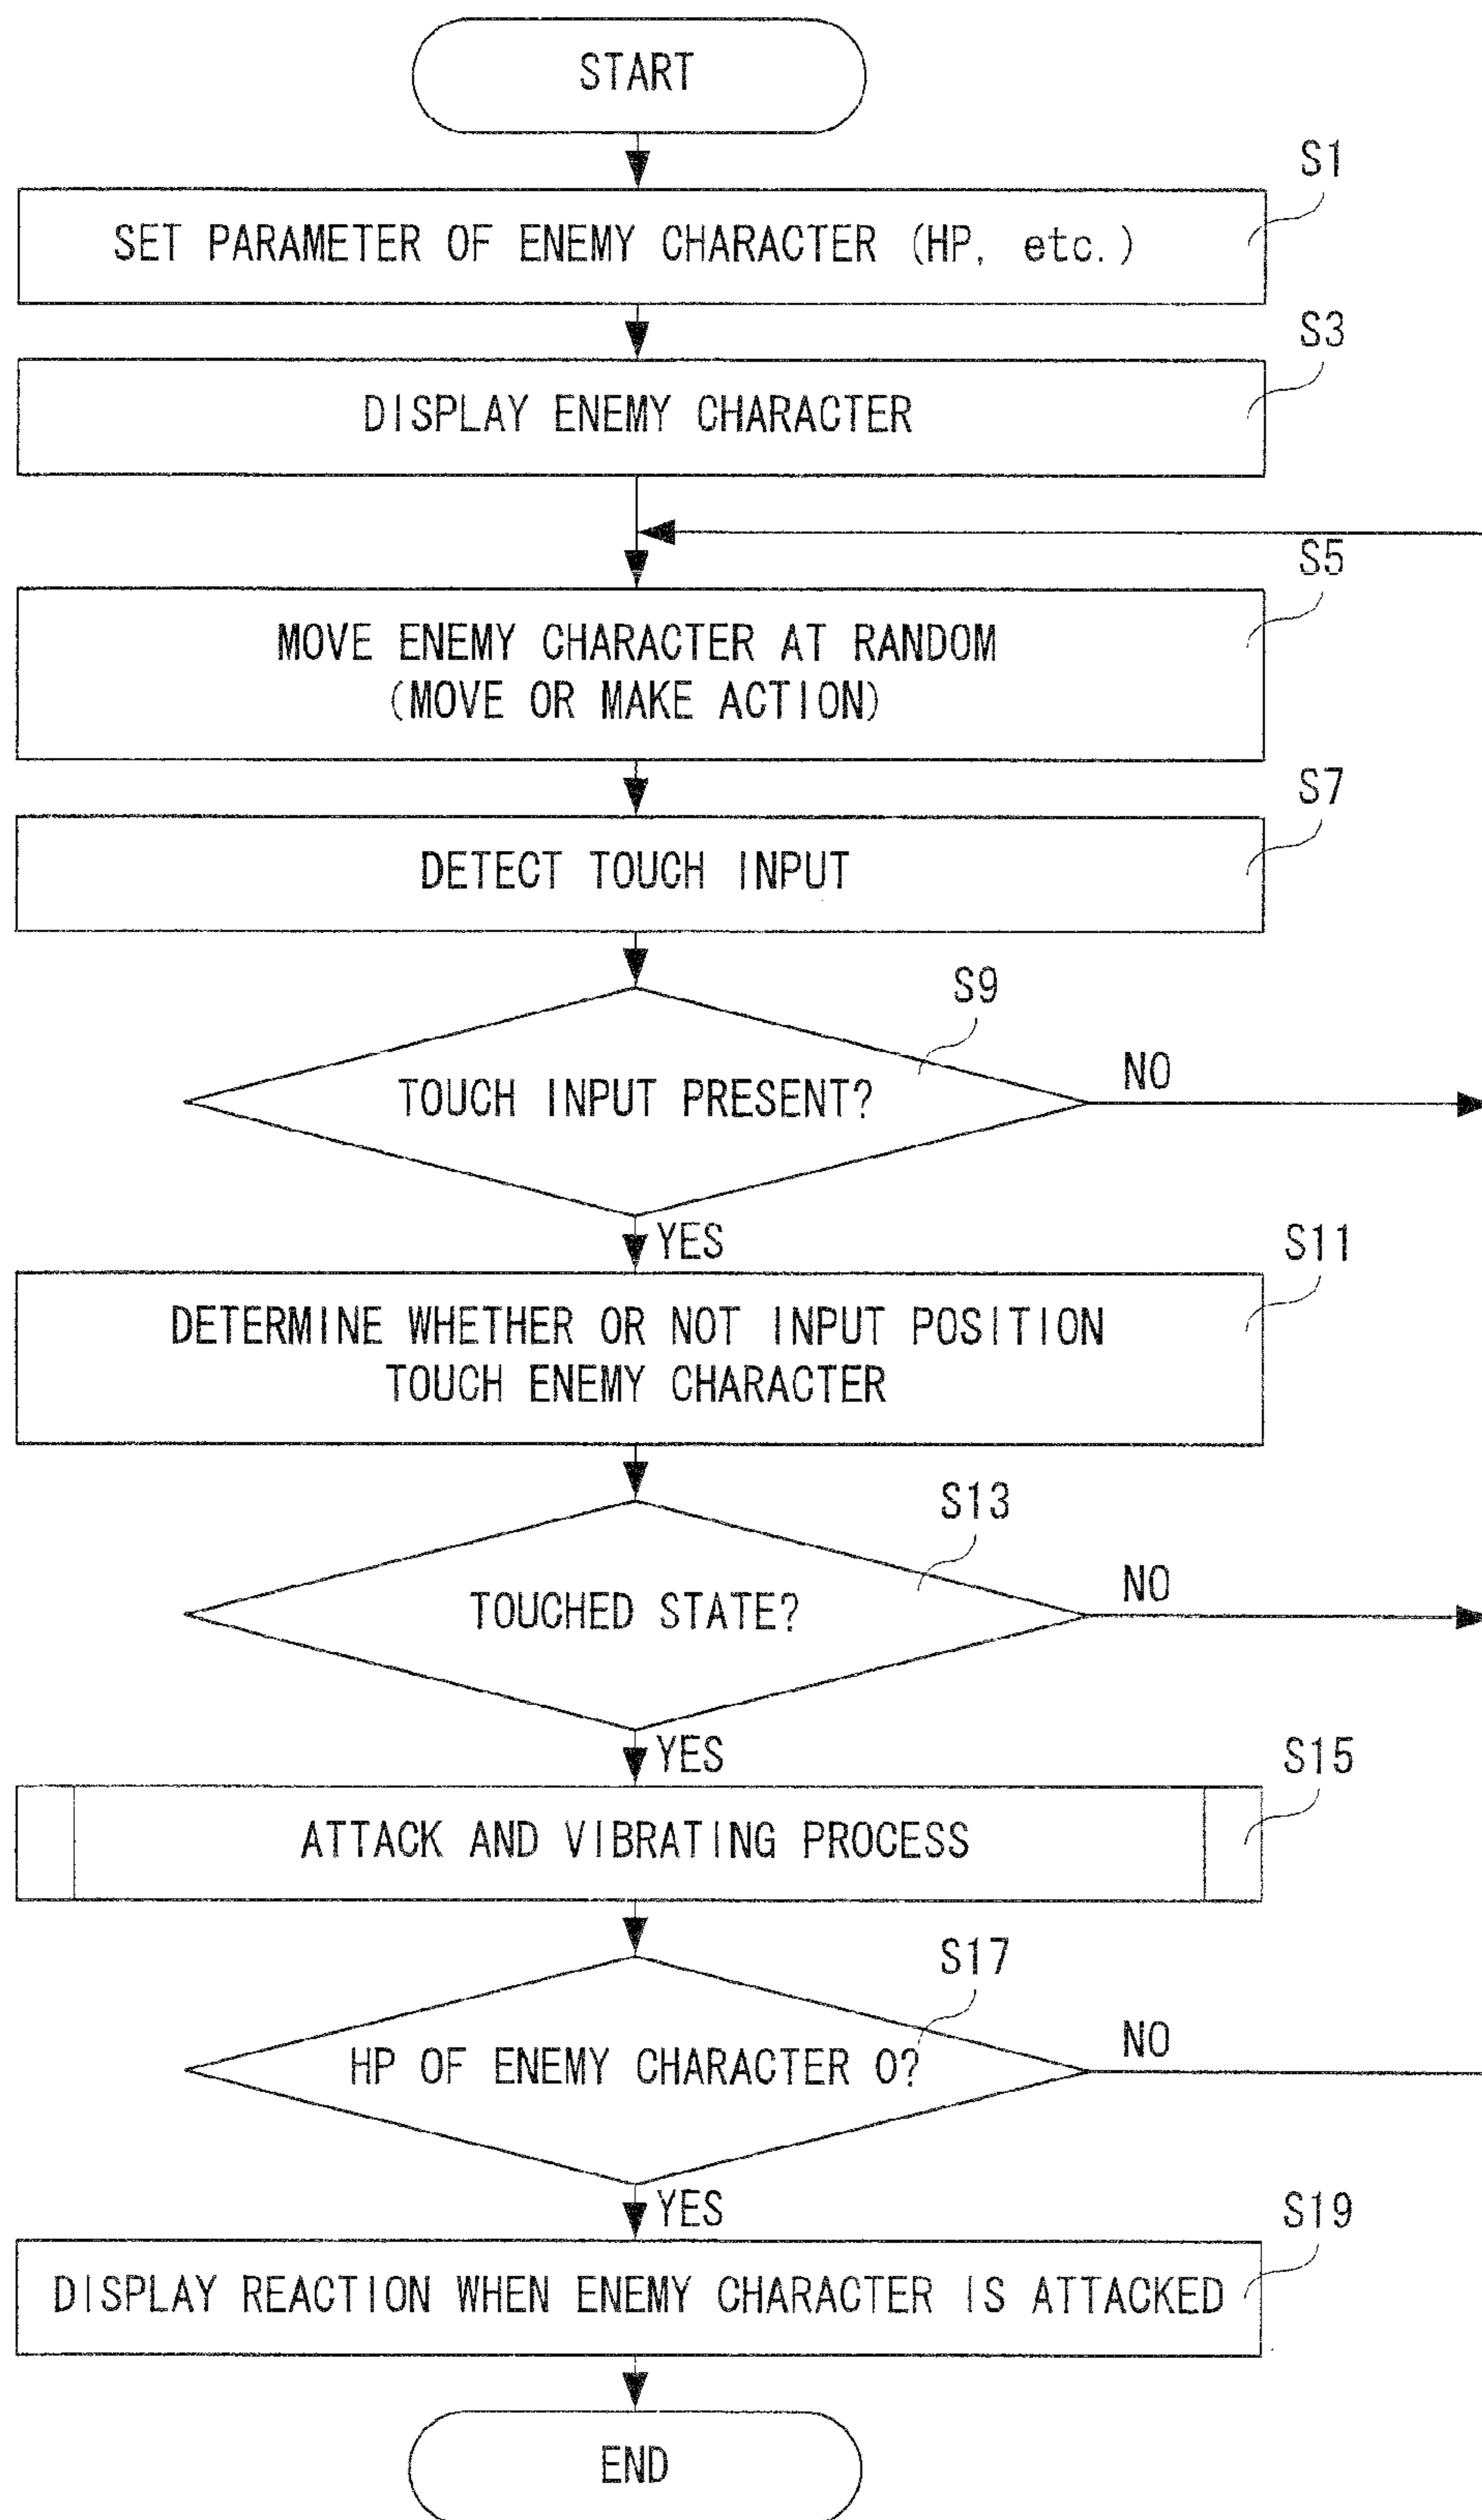 START
S1
SET PARAMETER OF ENEMY CHARACTER (HP, etc.)
S3
DISPLAY ENEMY CHARACTER
S5
MOVE ENEMY CHARACTER AT RANDOM
(MOVE OR MAKE ACTION)
S7
DETECT TOUCH INPUT
S9
TOUCH INPUT PRESENT?
NO
YES
S11
DETERMINE WHETHER OR NOT INPUT POSITION
TOUCH ENEMY CHARACTER
S13
TOUCHED STATE?
NO
YES
S15
ATTACK AND VIBRATING PROCESS
S17
HP OF ENEMY CHARACTER 0?
NO
YES
S19
DISPLAY REACTION WHEN ENEMY CHARACTER IS ATTACKED
END